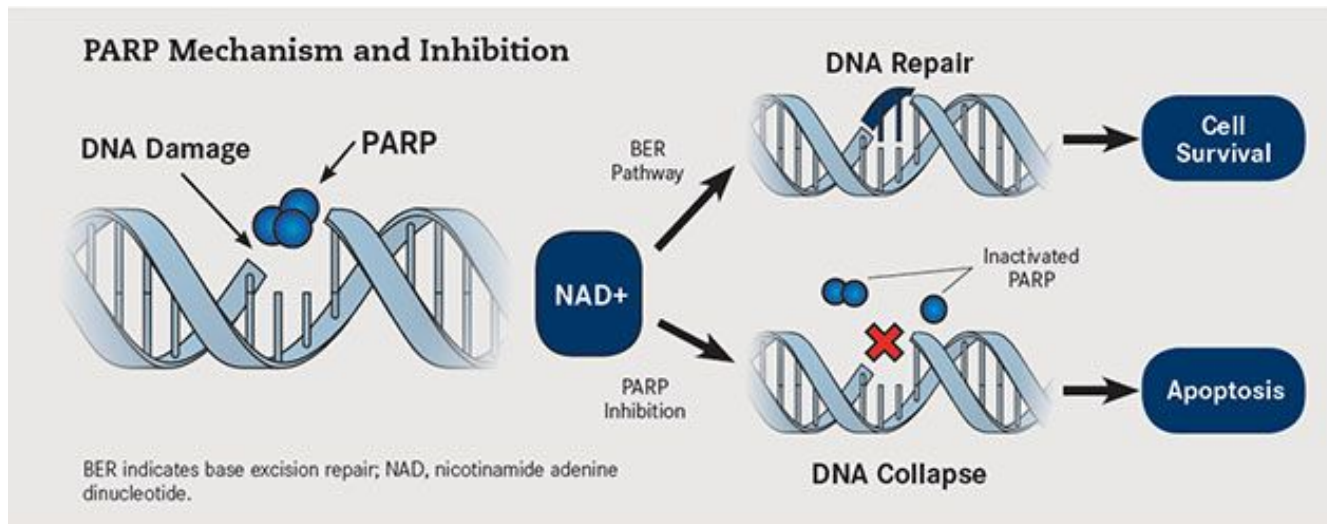 PARP Mechanism and Inhibition
DNA Damage
PARP
NAD+
BER
Pathway
DNA Repair
Cell
Survival
PARP
Inhibition
Inactivated
PARP
DNA Collapse
Apoptosis
BER indicates base excision repair; NAD, nicotinamide adenine
dinucleotide.